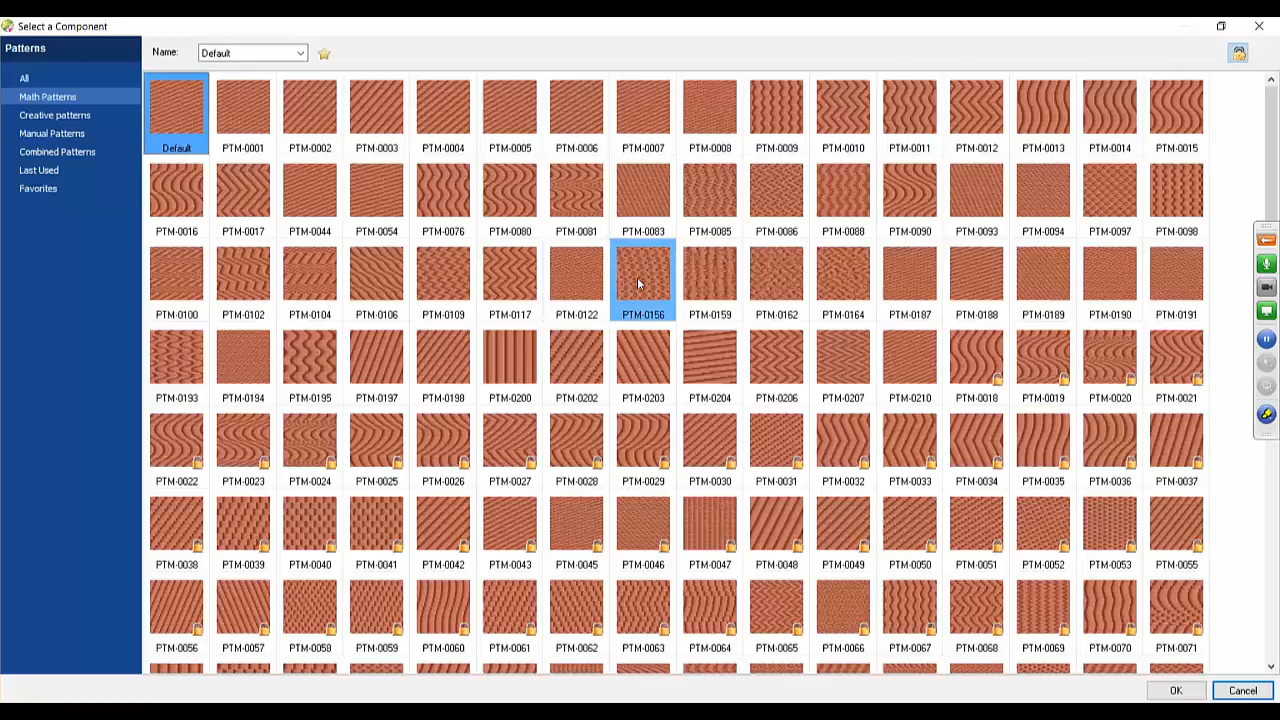 Select a Component
Patterns
Name: Default
All
Math Patterns
Creative patterns
Manual Patterns
Combined Patterns
Last Used
Favorites
Default PTM-0001 PTM-0002 PTM-0003 PTM-0004 PTM-0005 PTM-0006 PTM-0007 PTM-0008 PTM-0009 PTM-0010 PTM-0011 PTM-0012 PTM-0013 PTM-0014 PTM-0015
PTM-0016 PTM-0017 PTM-0044 PTM-0054 PTM-0076 PTM-0080 PTM-0081 PTM-0083 PTM-0085 PTM-0086 PTM-0088 PTM-0090 PTM-0093 PTM-0094 PTM-0097 PTM-0098
PTM-0100 PTM-0102 PTM-0104 PTM-0106 PTM-0109 PTM-0117 PTM-0122 PTM-0156 PTM-0159 PTM-0162 PTM-0164 PTM-0187 PTM-0188 PTM-0189 PTM-0190 PTM-0191
PTM-0193 PTM-0194 PTM-0195 PTM-0197 PTM-0198 PTM-0200 PTM-0202 PTM-0203 PTM-0204 PTM-0206 PTM-0207 PTM-0210 PTM-0018 PTM-0019 PTM-0020 PTM-0021
PTM-0022 PTM-0023 PTM-0024 PTM-0025 PTM-0026 PTM-0027 PTM-0028 PTM-0029 PTM-0030 PTM-0031 PTM-0032 PTM-0033 PTM-0034 PTM-0035 PTM-0036 PTM-0037
PTM-0038 PTM-0039 PTM-0040 PTM-0041 PTM-0042 PTM-0043 PTM-0045 PTM-0046 PTM-0047 PTM-0048 PTM-0049 PTM-0050 PTM-0051 PTM-0052 PTM-0053 PTM-0055
PTM-0056 PTM-0057 PTM-0058 PTM-0059 PTM-0060 PTM-0061 PTM-0062 PTM-0063 PTM-0064 PTM-0065 PTM-0066 PTM-0067 PTM-0068 PTM-0069 PTM-0070 PTM-0071
OK Cancel